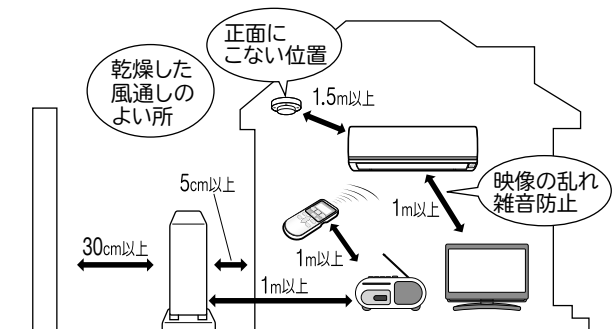 正面に
こない位置
乾燥した
風通しの
よい所
1.5m以上
5cm以上
映像の乱れ
雑音防止
1m以上
30cm以上
1m以上
1m以上